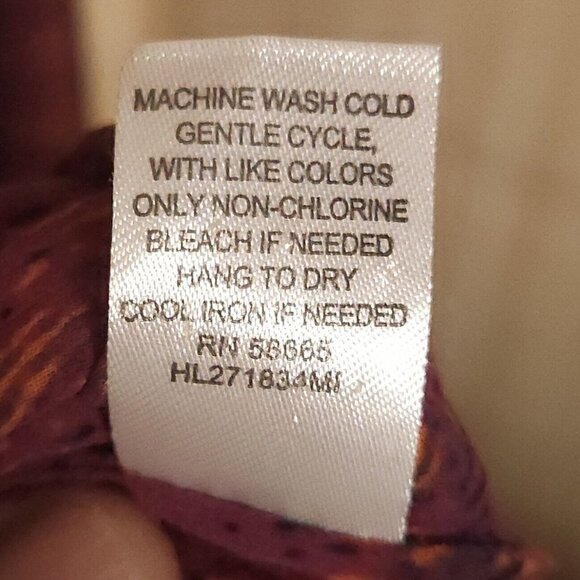 MACHINE WASH COLD
GENTLE CYCLE,
WITH LIKE COLORS
ONLY NON-CHLORINE
BLEACH IF NEEDED
HANG TO DRY
COOL IRON IF NEEDED
RN 58665
HL271834MI